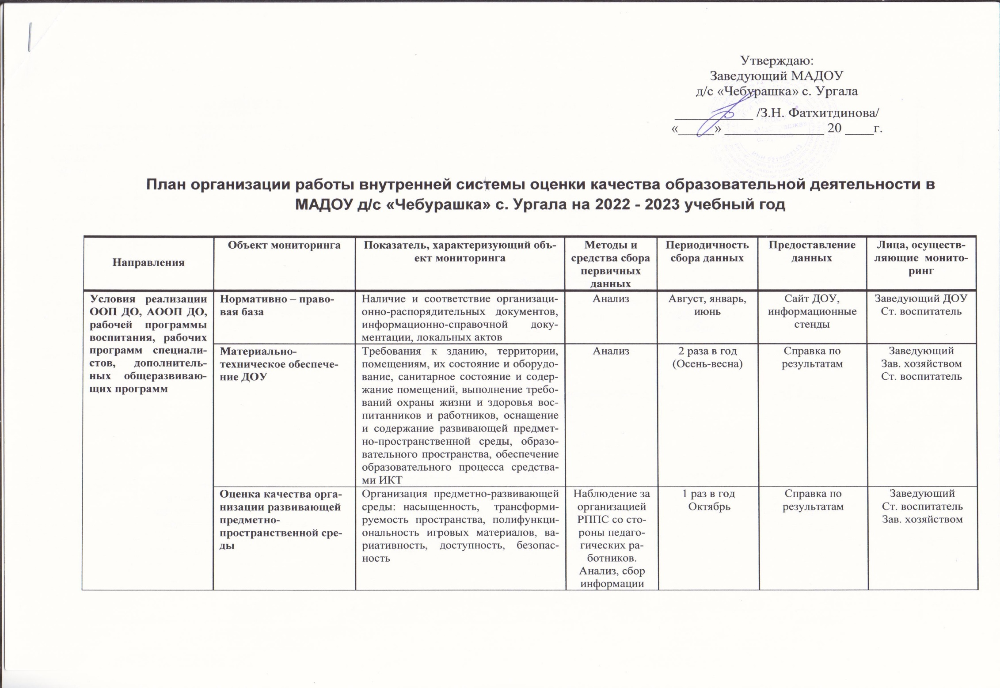 Утверждаю:
Заведующий МАДОУ
д/с «Чебурашка» с. Ургала
____________ /З.Н. Фатхитдинова/
«_____» _______________ 20 ____г.
План организации работы внутренней системы оценки качества образовательной деятельности в
МАДОУ д/с «Чебурашка» с. Ургала на 2022 - 2023 учебный год
Направления
Объект мониторинга
Показатель, характеризующий объ-
ект мониторинга
Методы и
средства сбора
первичных
данных
Периодичность
сбора данных
Предоставление
данных
Лица, осуществ-
ляющие монито-
ринг
Условия реализации
ООП ДО, АООП ДО,
рабочей программы
воспитания, рабочих
программ специали-
стов, дополнитель-
ных общеразвиваю-
щих программ
Нормативно – право-
вая база
Наличие и соответствие организаци-
онно-распорядительных документов,
информационно-справочной доку-
ментации, локальных актов
Анализ
Август, январь,
июнь
Сайт ДОУ,
информационные
стенды
Заведующий ДОУ
Ст. воспитатель
Материально-
техническое обеспече-
ние ДОУ
Требования к зданию, территории,
помещениям, их состояние и оборудо-
вание, санитарное состояние и содер-
жание помещений, выполнение требо-
ваний охраны жизни и здоровья вос-
питанников и работников, оснащение
и содержание развивающей предмет-
но-пространственной среды, образо-
вательного пространства, обеспечение
образовательного процесса средства-
ми ИКТ
Анализ
2 раза в год
(Осень-весна)
Справка по
результатам
Заведующий
Зав. хозяйством
Ст. воспитатель
Оценка качества орга-
низации развивающей
предметно-
пространственной сре-
ды
Организация предметно-развивающей
среды: насыщенность, трансформи-
руемость пространства, полифункци-
ональность игровых материалов, ва-
риативность, доступность, безопас-
ность
Наблюдение за
организацией
РППС со сто-
роны педаго-
гических ра-
ботников.
Анализ, сбор
информации
1 раз в год
Октябрь
Справка по
результатам
Заведующий
Ст. воспитатель
Зав. хозяйством